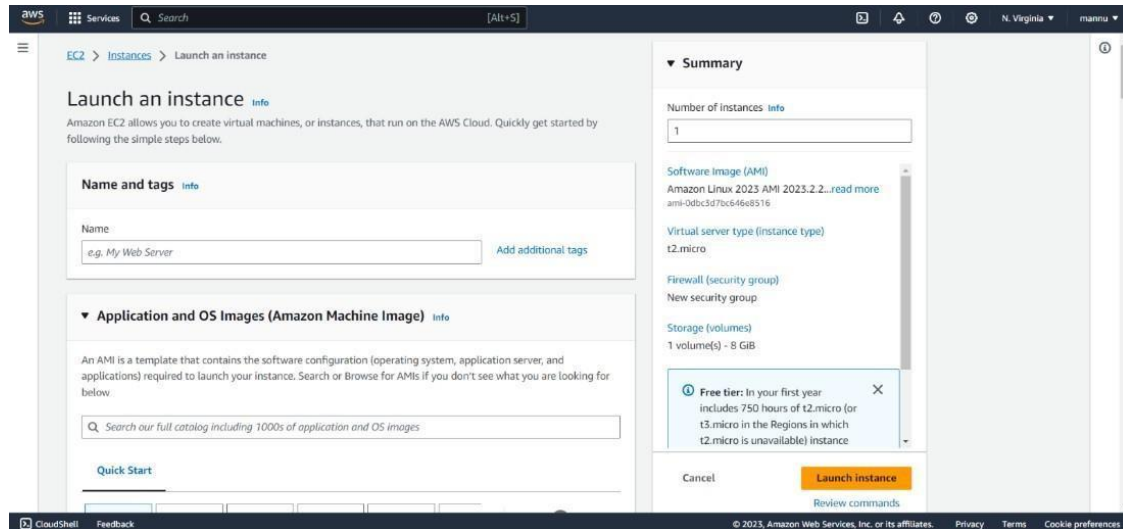 aws
Services
Search
[Alt+S]
N. Virginia
mannu
EC2 > Instances > Launch an instance
Launch an instance Info
Amazon EC2 allows you to create virtual machines, or instances, that run on the AWS Cloud. Quickly get started by
following the simple steps below.
Name and tags Info
Name
e.g. My Web Server
Add additional tags
Application and OS Images (Amazon Machine Image) Info
An AMI is a template that contains the software configuration (operating system, application server, and
applications) required to launch your instance. Search or Browse for AMIs if you don't see what you are looking for
below
Search our full catalog including 1000s of application and OS images
Quick Start
Summary
Number of instances Info
1
Software Image (AMI)
Amazon Linux 2023 AMI 2023.2.2...read more
ami-0dbc3d7bc646e8516
Virtual server type (instance type)
t2.micro
Firewall (security group)
New security group
Storage (volumes)
1 volume(s) - 8 GiB
Free tier: In your first year
includes 750 hours of t2.micro (or
t3.micro in the Regions in which
t2.micro is unavailable) instance
Cancel
Launch instance
Review commands
CloudShell
Feedback
© 2023, Amazon Web Services, Inc. or its affiliates.
Privacy
Terms
Cookie preferences